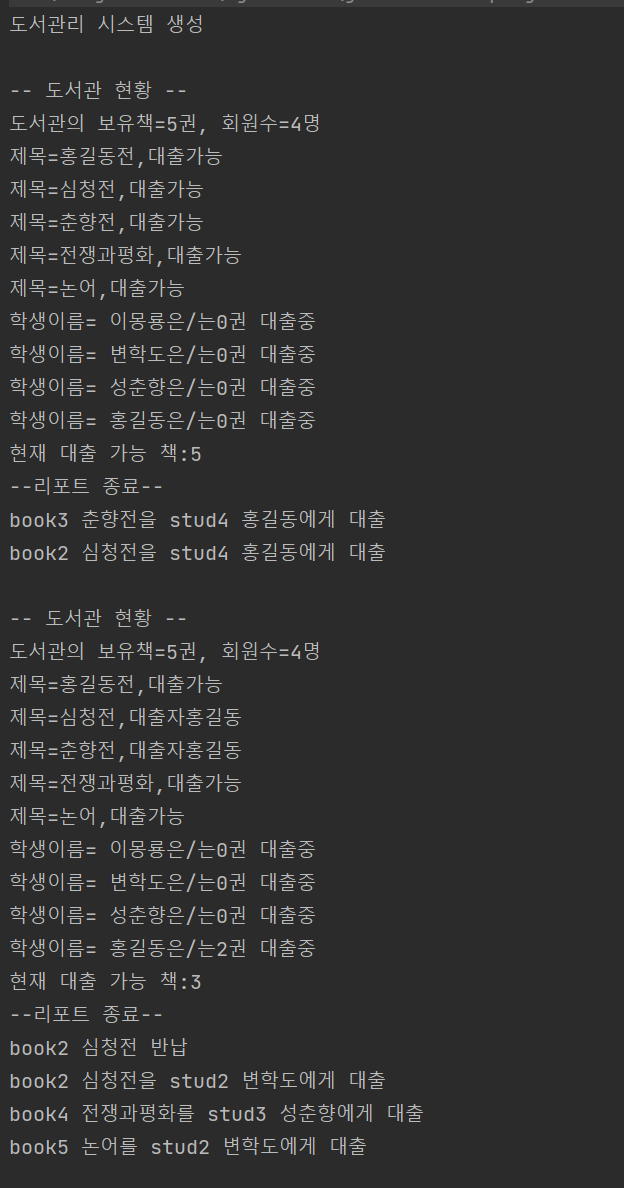 도서관리 시스템 생성
-- 도서관 현황 --
도서관의 보유책=5권, 회원수=4명
제목=홍길동전,대출가능
제목=심청전,대출가능
제목=춘향전,대출가능
제목=전쟁과평화,대출가능
제목=논어,대출가능
학생이름= 이몽룡은/는0권 대출중
학생이름= 변학도은/는0권 대출중
학생이름= 성춘향은/는0권 대출중
학생이름= 홍길동은/는0권 대출중
현재 대출 가능 책:5
--리포트 종료--
book3 춘향전을 stud4 홍길동에게 대출
book2 심청전을 stud4 홍길동에게 대출
-- 도서관 현황 --
도서관의 보유책=5권, 회원수=4명
제목=홍길동전,대출가능
제목=심청전,대출자홍길동
제목=춘향전,대출자홍길동
제목=전쟁과평화,대출가능
제목=논어,대출가능
학생이름= 이몽룡은/는0권 대출중
학생이름= 변학도은/는0권 대출중
학생이름= 성춘향은/는0권 대출중
학생이름= 홍길동은/는2권 대출중
현재 대출 가능 책:3
--리포트 종료--
book2 심청전 반납
book2 심청전을 stud2 변학도에게 대출
book4 전쟁과평화를 stud3 성춘향에게 대출
book5 논어를 stud2 변학도에게 대출